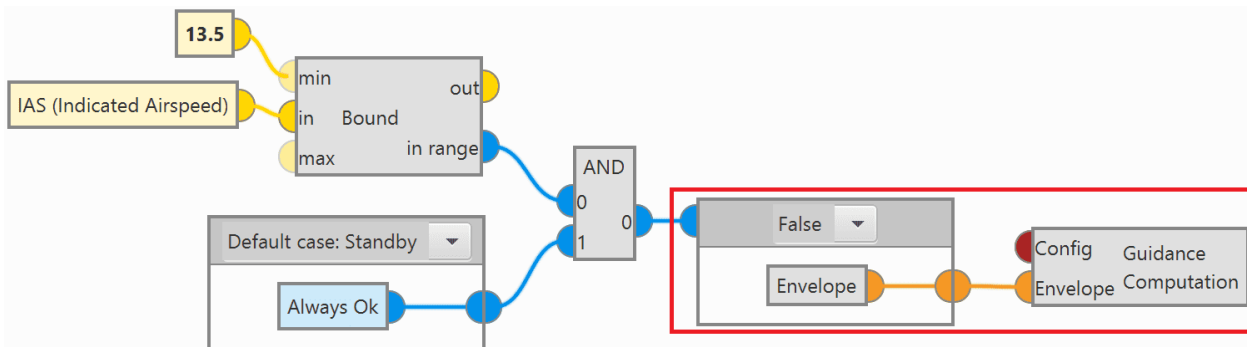 13.5
IAS (Indicated Airspeed)
min
in
max
Bound
out
in range
AND
0
1
0
Default case: Standby
Always Ok
False
Envelope
Config
Envelope
Guidance
Computation